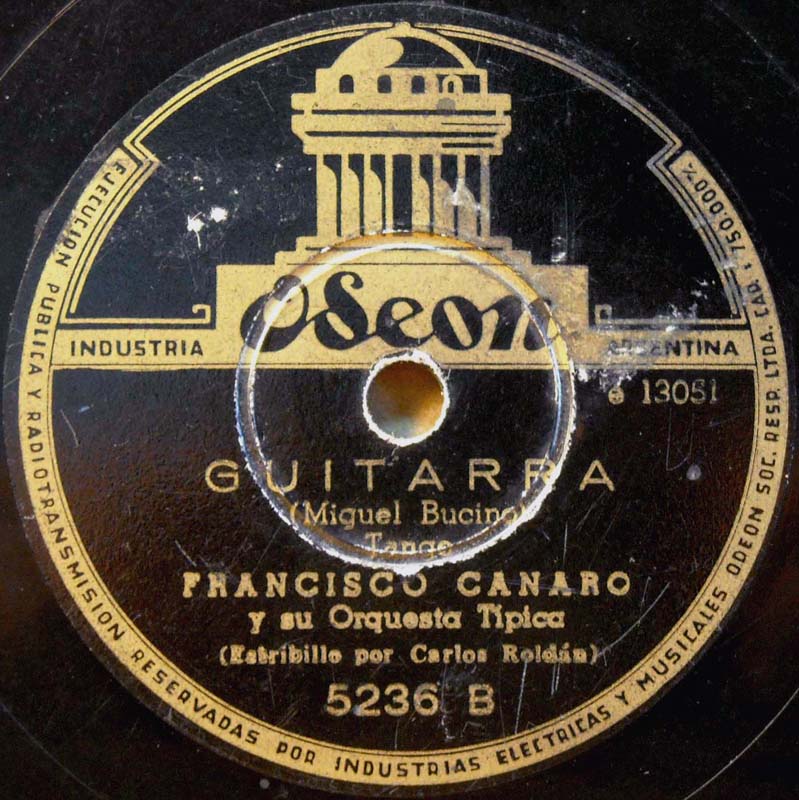 Odeon
INDUSTRIA ARGENTINA
e 13051
GUITARRA
(Miguel Bucino)
Tango
FRANCISCO CANARO
y su Orquesta Típica
(Estribillo por Carlos Roldán)
5236 B
EJECUCION PUBLICA Y RADIOTRANSMISION RESERVADAS POR INDUSTRIAS ELECTRICAS Y MUSICALES ODEON SOC. RESP. LTDA. CAP. $ 750.000 %